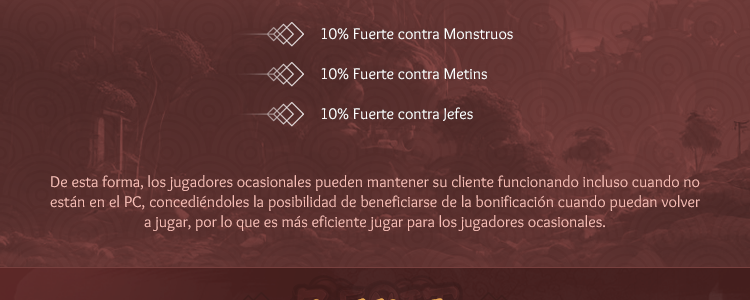 10% Fuerte contra Monstruos
10% Fuerte contra Metins
10% Fuerte contra Jefes
De esta forma, los jugadores ocasionales pueden mantener su cliente funcionando incluso cuando no
están en el PC, concediéndoles la posibilidad de beneficiarse de la bonificación cuando puedan volver
a jugar, por lo que es más eficiente jugar para los jugadores ocasionales.